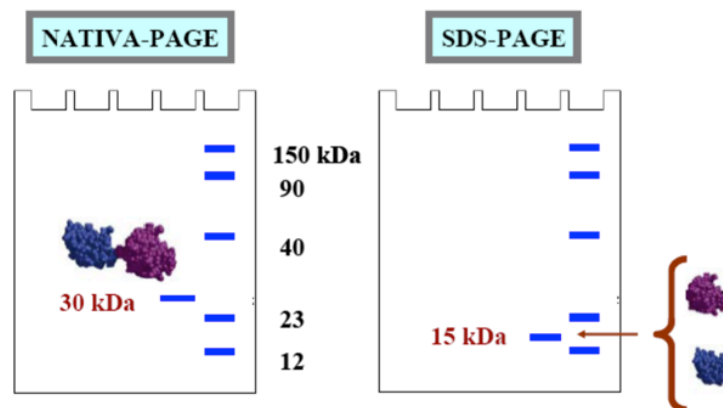 NATIVA-PAGE
SDS-PAGE
150 kDa
90
40
30 kDa
23
12
15 kDa